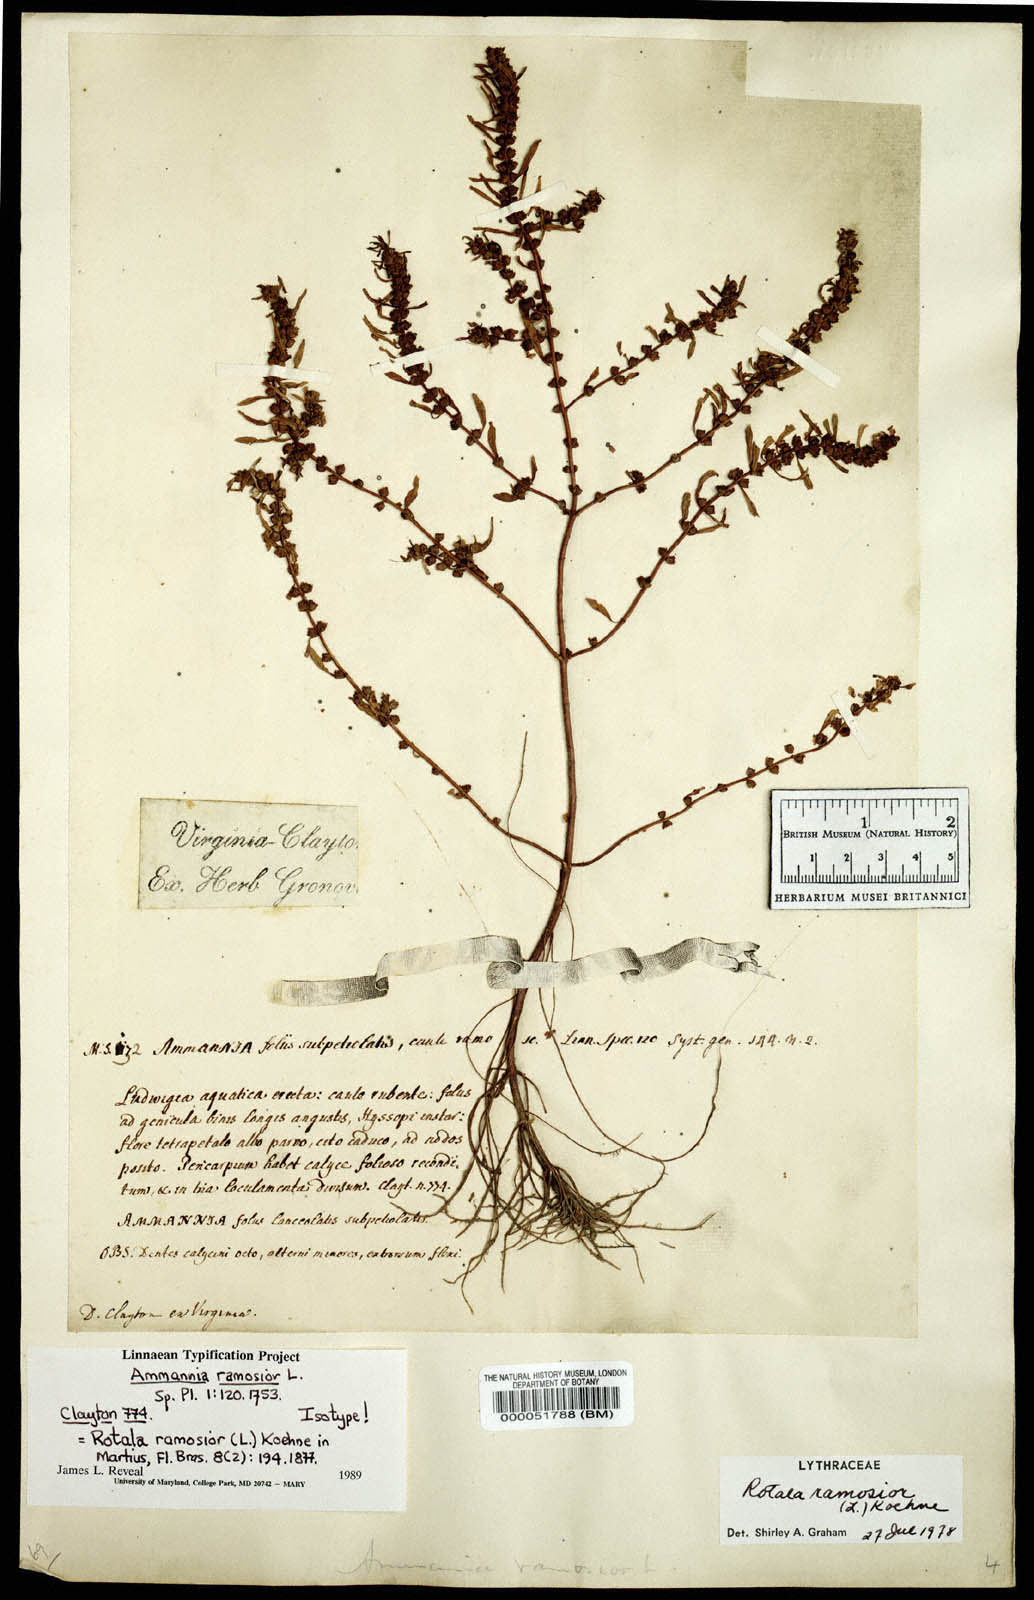 Virginia Clayto
Ex. Herb Gronov
1 2
BRITISH MUSEUM (NATURAL HISTORY)
1 2 3 4 5
HERBARIUM MUSEI BRITANNICI
M.S. 132 AMMANNIA foliis subpetiolatis, caule ramo se. Linn. Spec. 120 Syst. gen. 144. n. 2.
Ludwigia aquatica erecta: caule rubente: foliis
ad genicula binis longis angustis, Hyssopi instar:
flore tetrapetalo albo parvo, cito caduco, ad nodos
posito. Pericarpium habet calyce folioso recondi,
tum, & in tria loculamenta divisum. Clayt. n. 774.
AMMANNIA foliis lanceolatis subpetiolatis.
OBS. Dentes calycini octo, alterni minores, extrorsum flexi.
D. Clayton ex Virginia.
Linnaean Typification Project
Ammannia ramosior L.
Sp. Pl. 1:120. 1753.
Clayton 774. Isotype!
= Rotala ramosior (L.) Koehne in
Martius, Fl. Bras. 8(2): 194. 1877.
James L. Reveal 1989
University of Maryland, College Park, MD 20742 – MARY
THE NATURAL HISTORY MUSEUM, LONDON
DEPARTMENT OF BOTANY
000051788 (BM)
LYTHRACEAE
Rotala ramosior
(L.) Koehne
Det. Shirley A. Graham 27 Jul 1978
Ammannia ramosior L.
4